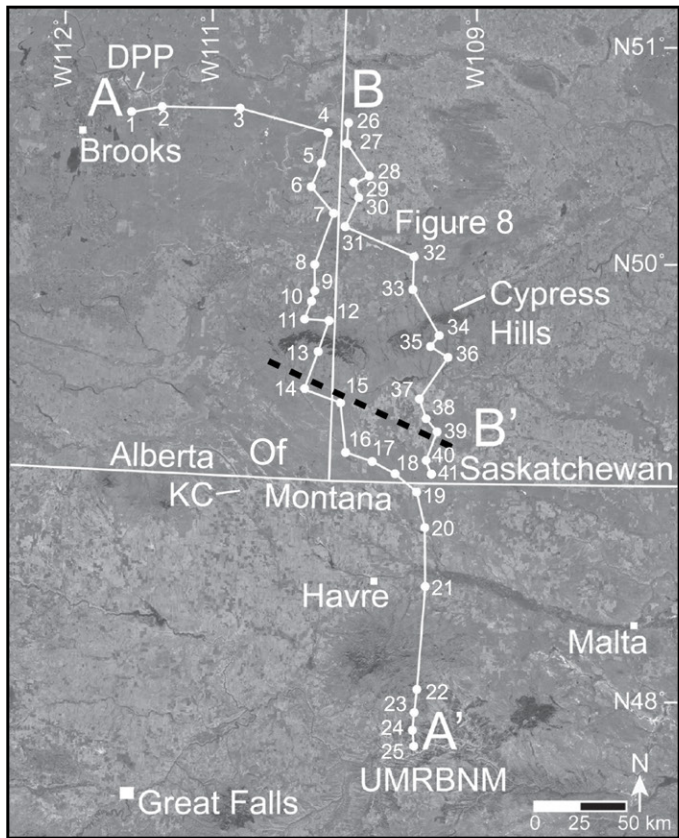 W112°
W111°
W109°
N51°
DPP
A
B
1
2
3
4
26
Brooks
27
5
28
6
29
30
7
Figure 8
31
32
N50°
8
9
33
10
Cypress
Hills
11
12
34
13
35
36
14
15
37
38
39
B'
16
17
40
Alberta
Of
18
41
Saskatchewan
KC
Montana
19
20
Havre
21
Malta
22
N48°
23
24
A'
25
UMRBNM
N
Great Falls
0 25 50 km